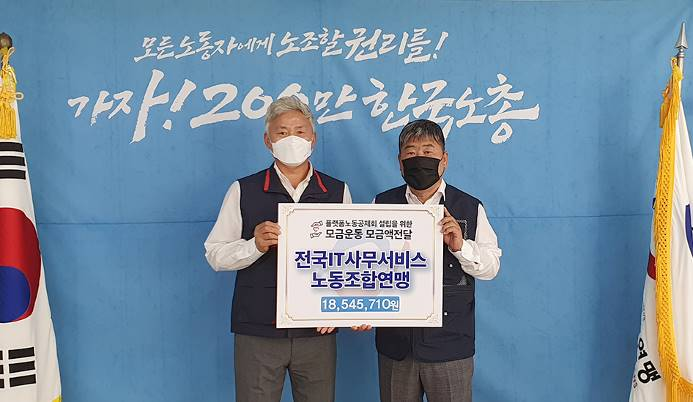 모든 노동자에게 노조할 권리를!
가자! 200만 한국노총
플랫폼노동공제회 설립을 위한
모금운동 모금액전달
전국IT사무서비스
노동조합연맹
18,545,710원
연맹